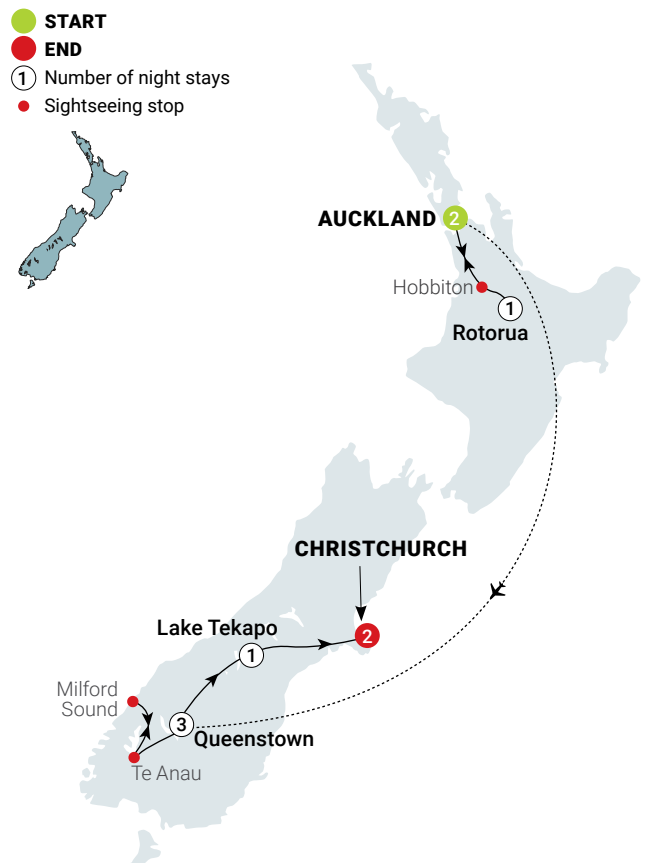 START
END
1 Number of night stays
Sightseeing stop
AUCKLAND 2
Hobbiton
1
Rotorua
CHRISTCHURCH
2
Lake Tekapo
1
Milford
Sound
3
Queenstown
Te Anau